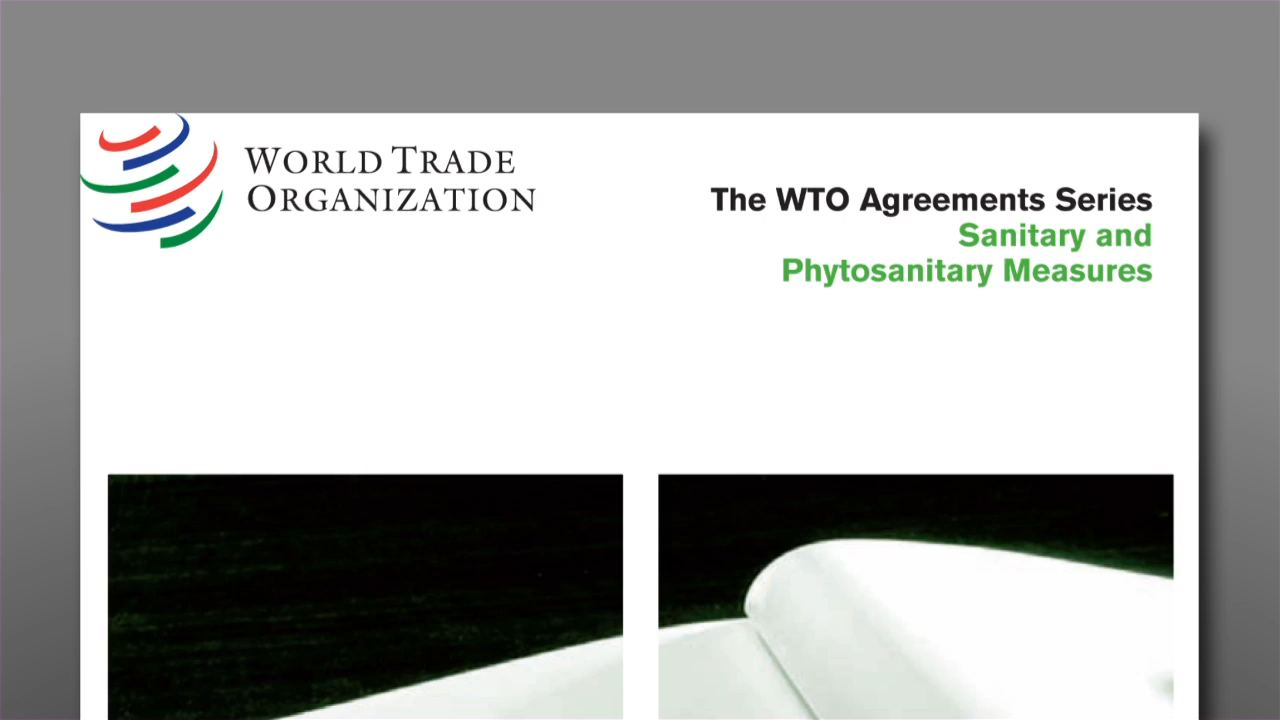 WORLD TRADE
ORGANIZATION
The WTO Agreements Series
Sanitary and
Phytosanitary Measures